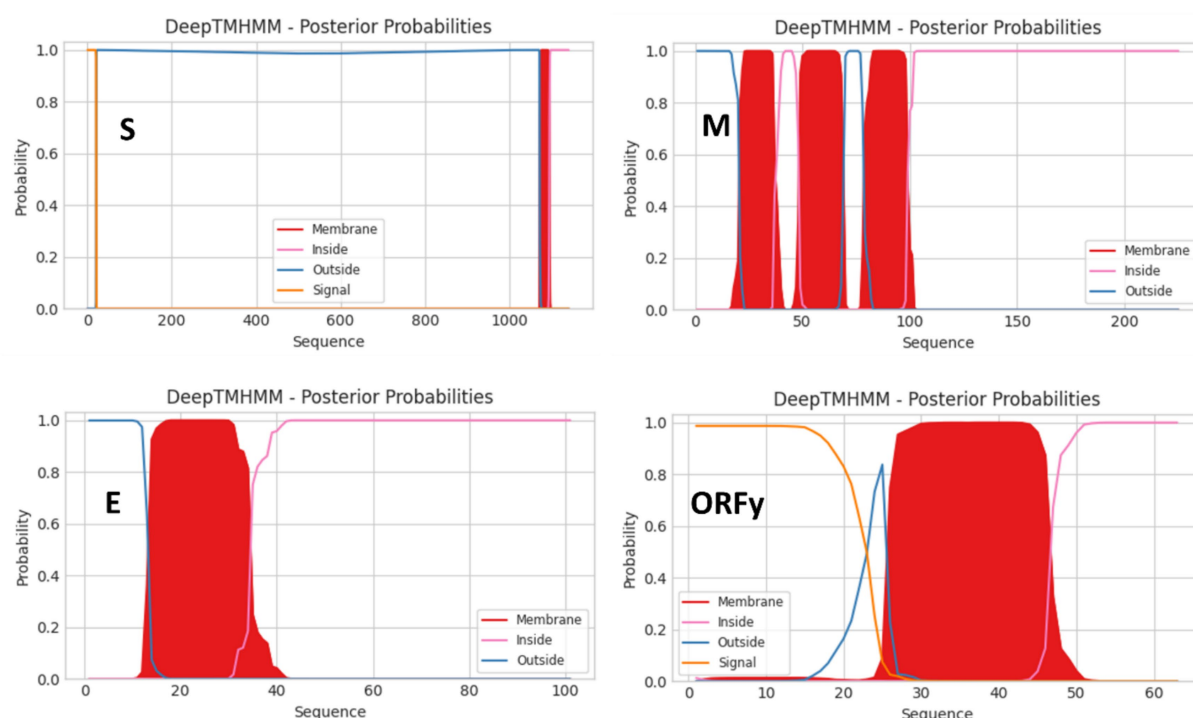 DeepTMHMM - Posterior Probabilities
1.0
0.8
0.6
0.4
0.2
0.0
Probability
S
Membrane
Inside
Outside
Signal
0 200 400 600 800 1000
Sequence
DeepTMHMM - Posterior Probabilities
1.0
0.8
0.6
0.4
0.2
0.0
Probability
M
Membrane
Inside
Outside
0 50 100 150 200
Sequence
DeepTMHMM - Posterior Probabilities
1.0
0.8
0.6
0.4
0.2
0.0
Probability
E
Membrane
Inside
Outside
0 20 40 60 80 100
Sequence
DeepTMHMM - Posterior Probabilities
1.0
0.8
0.6
0.4
0.2
0.0
Probability
ORFy
Membrane
Inside
Outside
Signal
0 10 20 30 40 50 60
Sequence